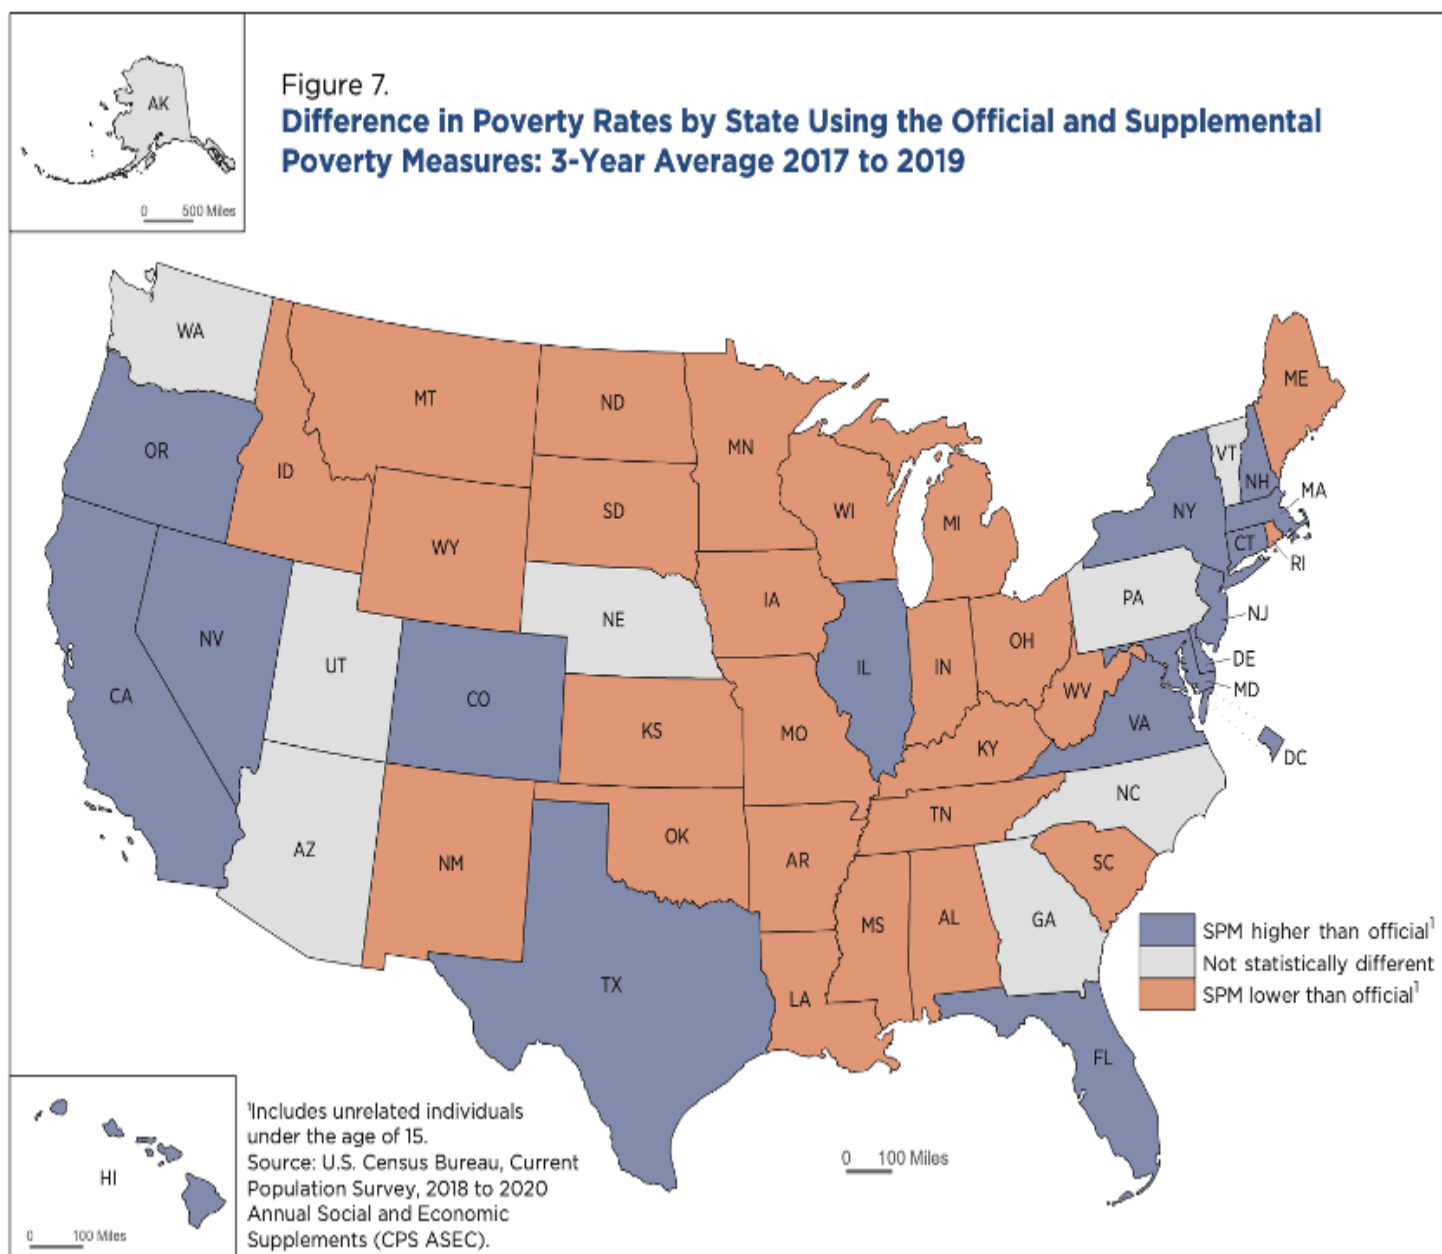 AK
0 500 Miles
Figure 7.
Difference in Poverty Rates by State Using the Official and Supplemental
Poverty Measures: 3-Year Average 2017 to 2019
WA
OR
ID
MT
ND
MN
WI
MI
ME
VT
NH
MA
NY
CT
RI
SD
WY
IA
NE
PA
NJ
NV
UT
CO
IL
IN
OH
WV
DE
MD
CA
KS
MO
KY
VA
DC
NC
AZ
NM
OK
AR
TN
SC
MS
AL
GA
TX
LA
FL
SPM higher than official¹
Not statistically different
SPM lower than official¹
HI
0 100 Miles
¹Includes unrelated individuals
under the age of 15.
Source: U.S. Census Bureau, Current
Population Survey, 2018 to 2020
Annual Social and Economic
Supplements (CPS ASEC).
0 100 Miles